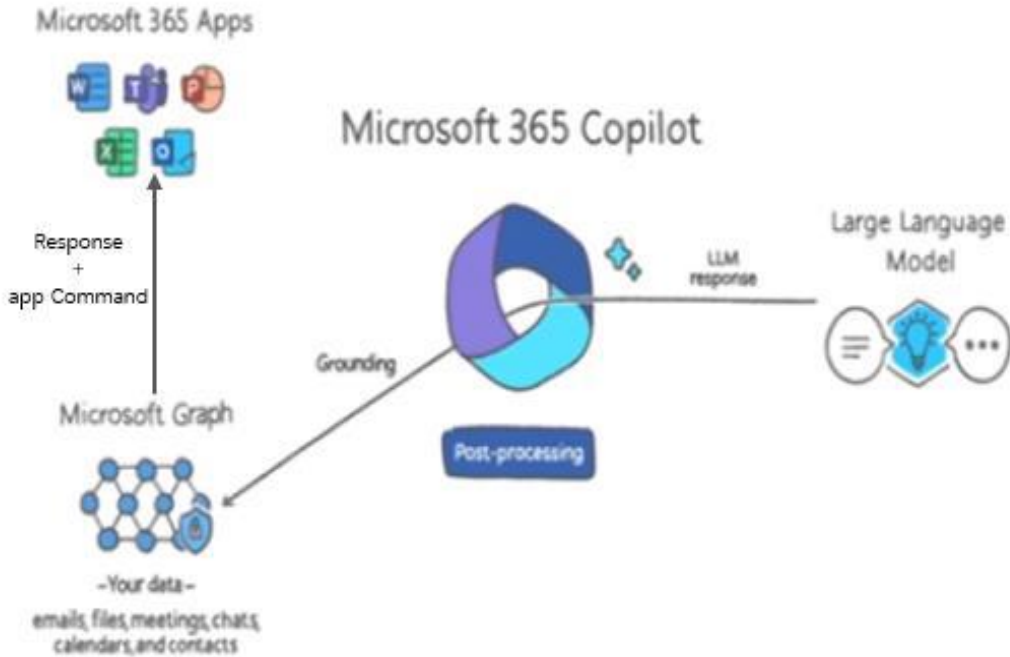 Microsoft 365 Apps
W
T
P
X
O
Microsoft 365 Copilot
Response
+
app Command
LLM
response
Large Language
Model
Grounding
Microsoft Graph
Post-processing
-Your data-
emails, files, meetings, chats,
calendars, and contacts